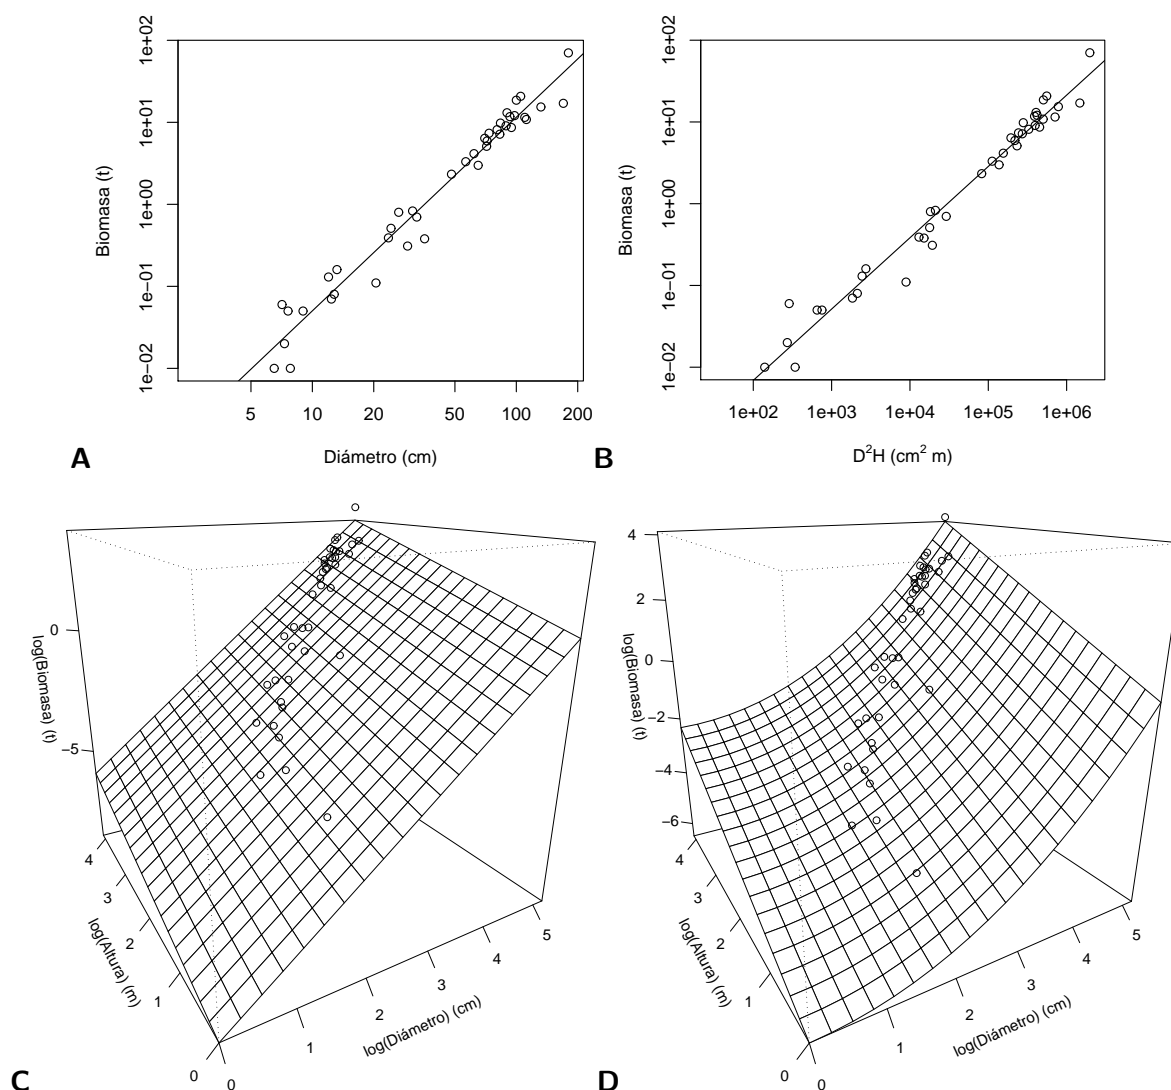 1e+02
1e+01
1e+00
1e−01
1e−02
Biomasa (t)
5 10 20 50 100 200
Diámetro (cm)
A
1e+02
1e+01
1e+00
1e−01
1e−02
Biomasa (t)
1e+02 1e+03 1e+04 1e+05 1e+06
D²H (cm² m)
B
0
−5
log(Biomasa) (t)
4
3
2
1
0
log(Altura) (m)
0
1
2
3
4
5
log(Diámetro) (cm)
C
4
2
0
−2
−4
−6
log(Biomasa) (t)
4
3
2
1
0
log(Altura) (m)
0
1
2
3
4
5
log(Diámetro) (cm)
D